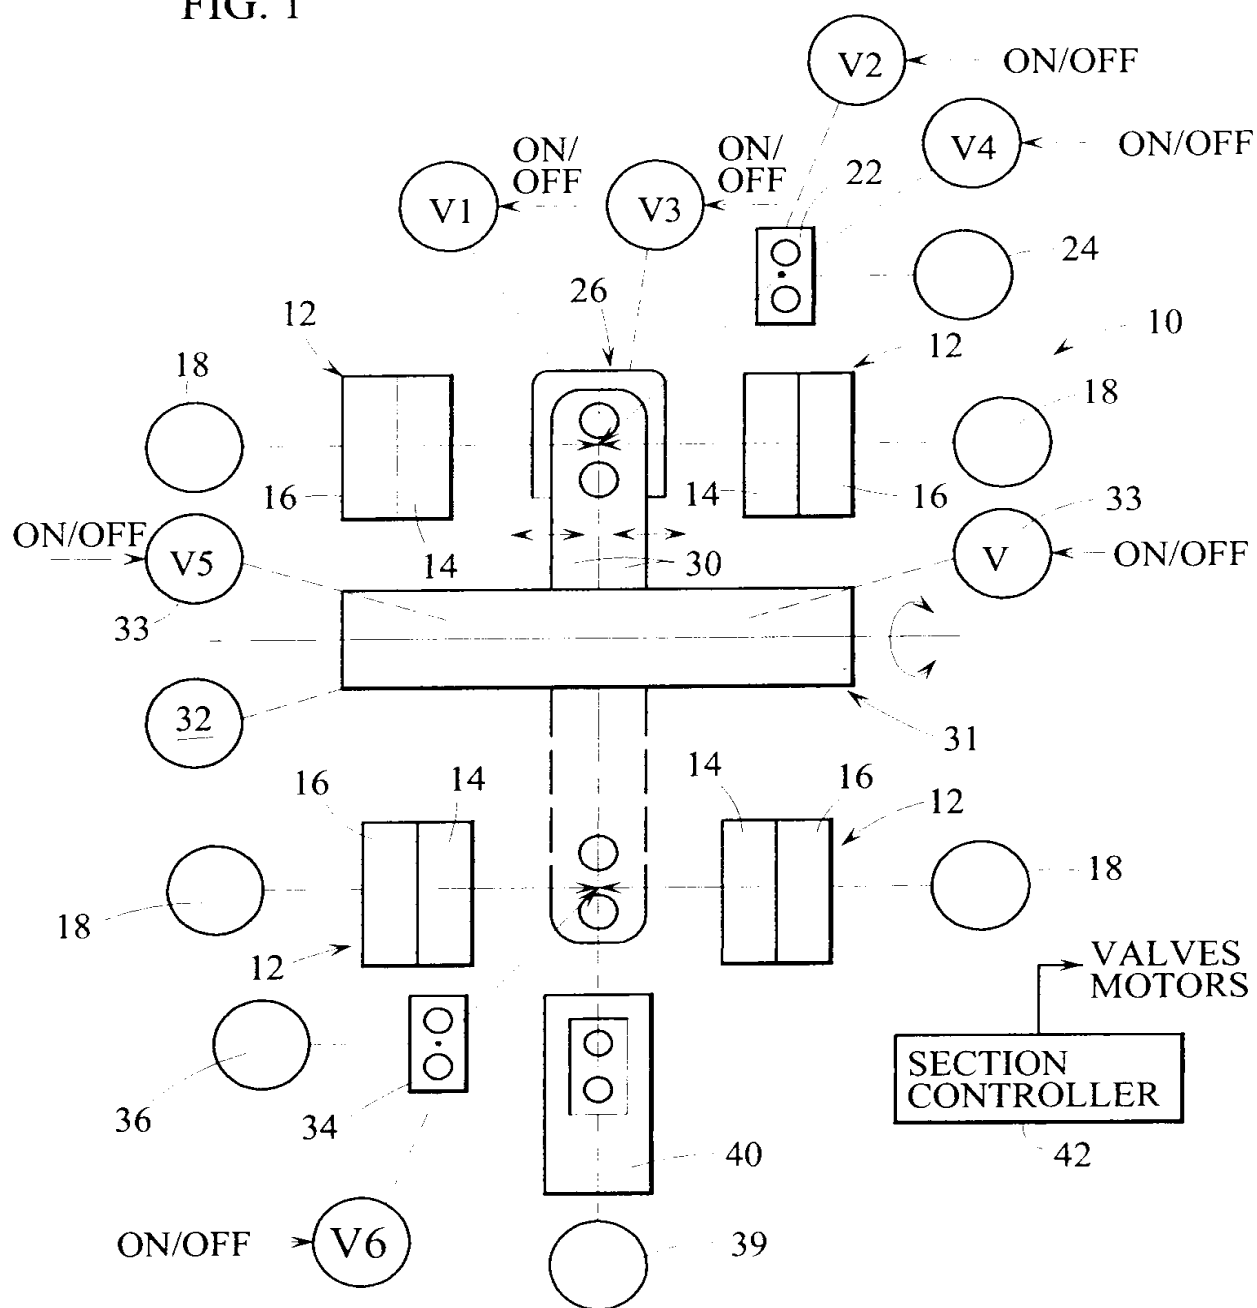 FIG. 1
V2
ON/OFF
V4
ON/OFF
ON/
OFF
ON/
OFF
V1
V3
22
24
26
12
12
10
18
18
16
14
14
16
33
ON/OFF
V5
V
ON/OFF
30
33
32
31
16
14
14
16
12
18
18
12
VALVES
MOTORS
36
34
SECTION
CONTROLLER
40
42
ON/OFF
V6
39